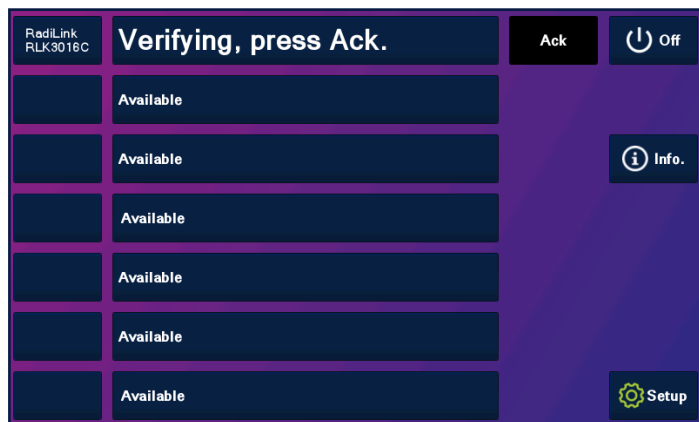 RadiLink
RLK3016C
Verifying, press Ack.
Ack
Off
Available
Available
Info.
Available
Available
Available
Available
Setup